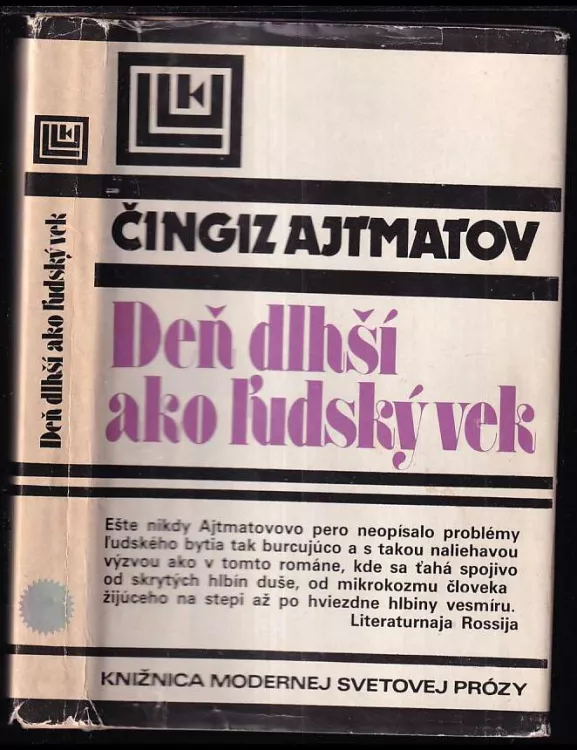 ČINGIZ AJTMATOV
Deň dlhší
ako ľudský vek
Ešte nikdy Ajtmatovovo pero neopísalo problémy
ľudského bytia tak burcujúco a s takou naliehavou
výzvou ako v tomto románe, kde sa ťahá spojivo
od skrytých hlbín duše, od mikrokozmu človeka
žijúceho na stepi až po hviezdne hlbiny vesmíru.
Literaturnaja Rossija
KNIŽNICA MODERNEJ SVETOVEJ PRÓZY
Deň dlhší ako ľudský vek